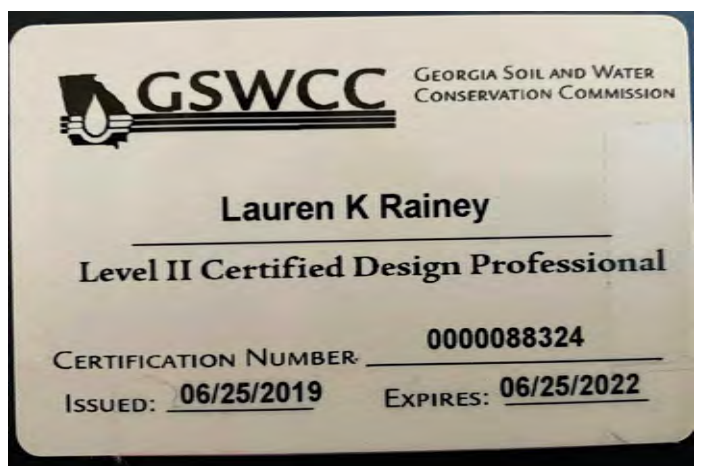 GSWCC
GEORGIA SOIL AND WATER
CONSERVATION COMMISSION
Lauren K Rainey
Level II Certified Design Professional
CERTIFICATION NUMBER 0000088324
ISSUED: 06/25/2019 EXPIRES: 06/25/2022